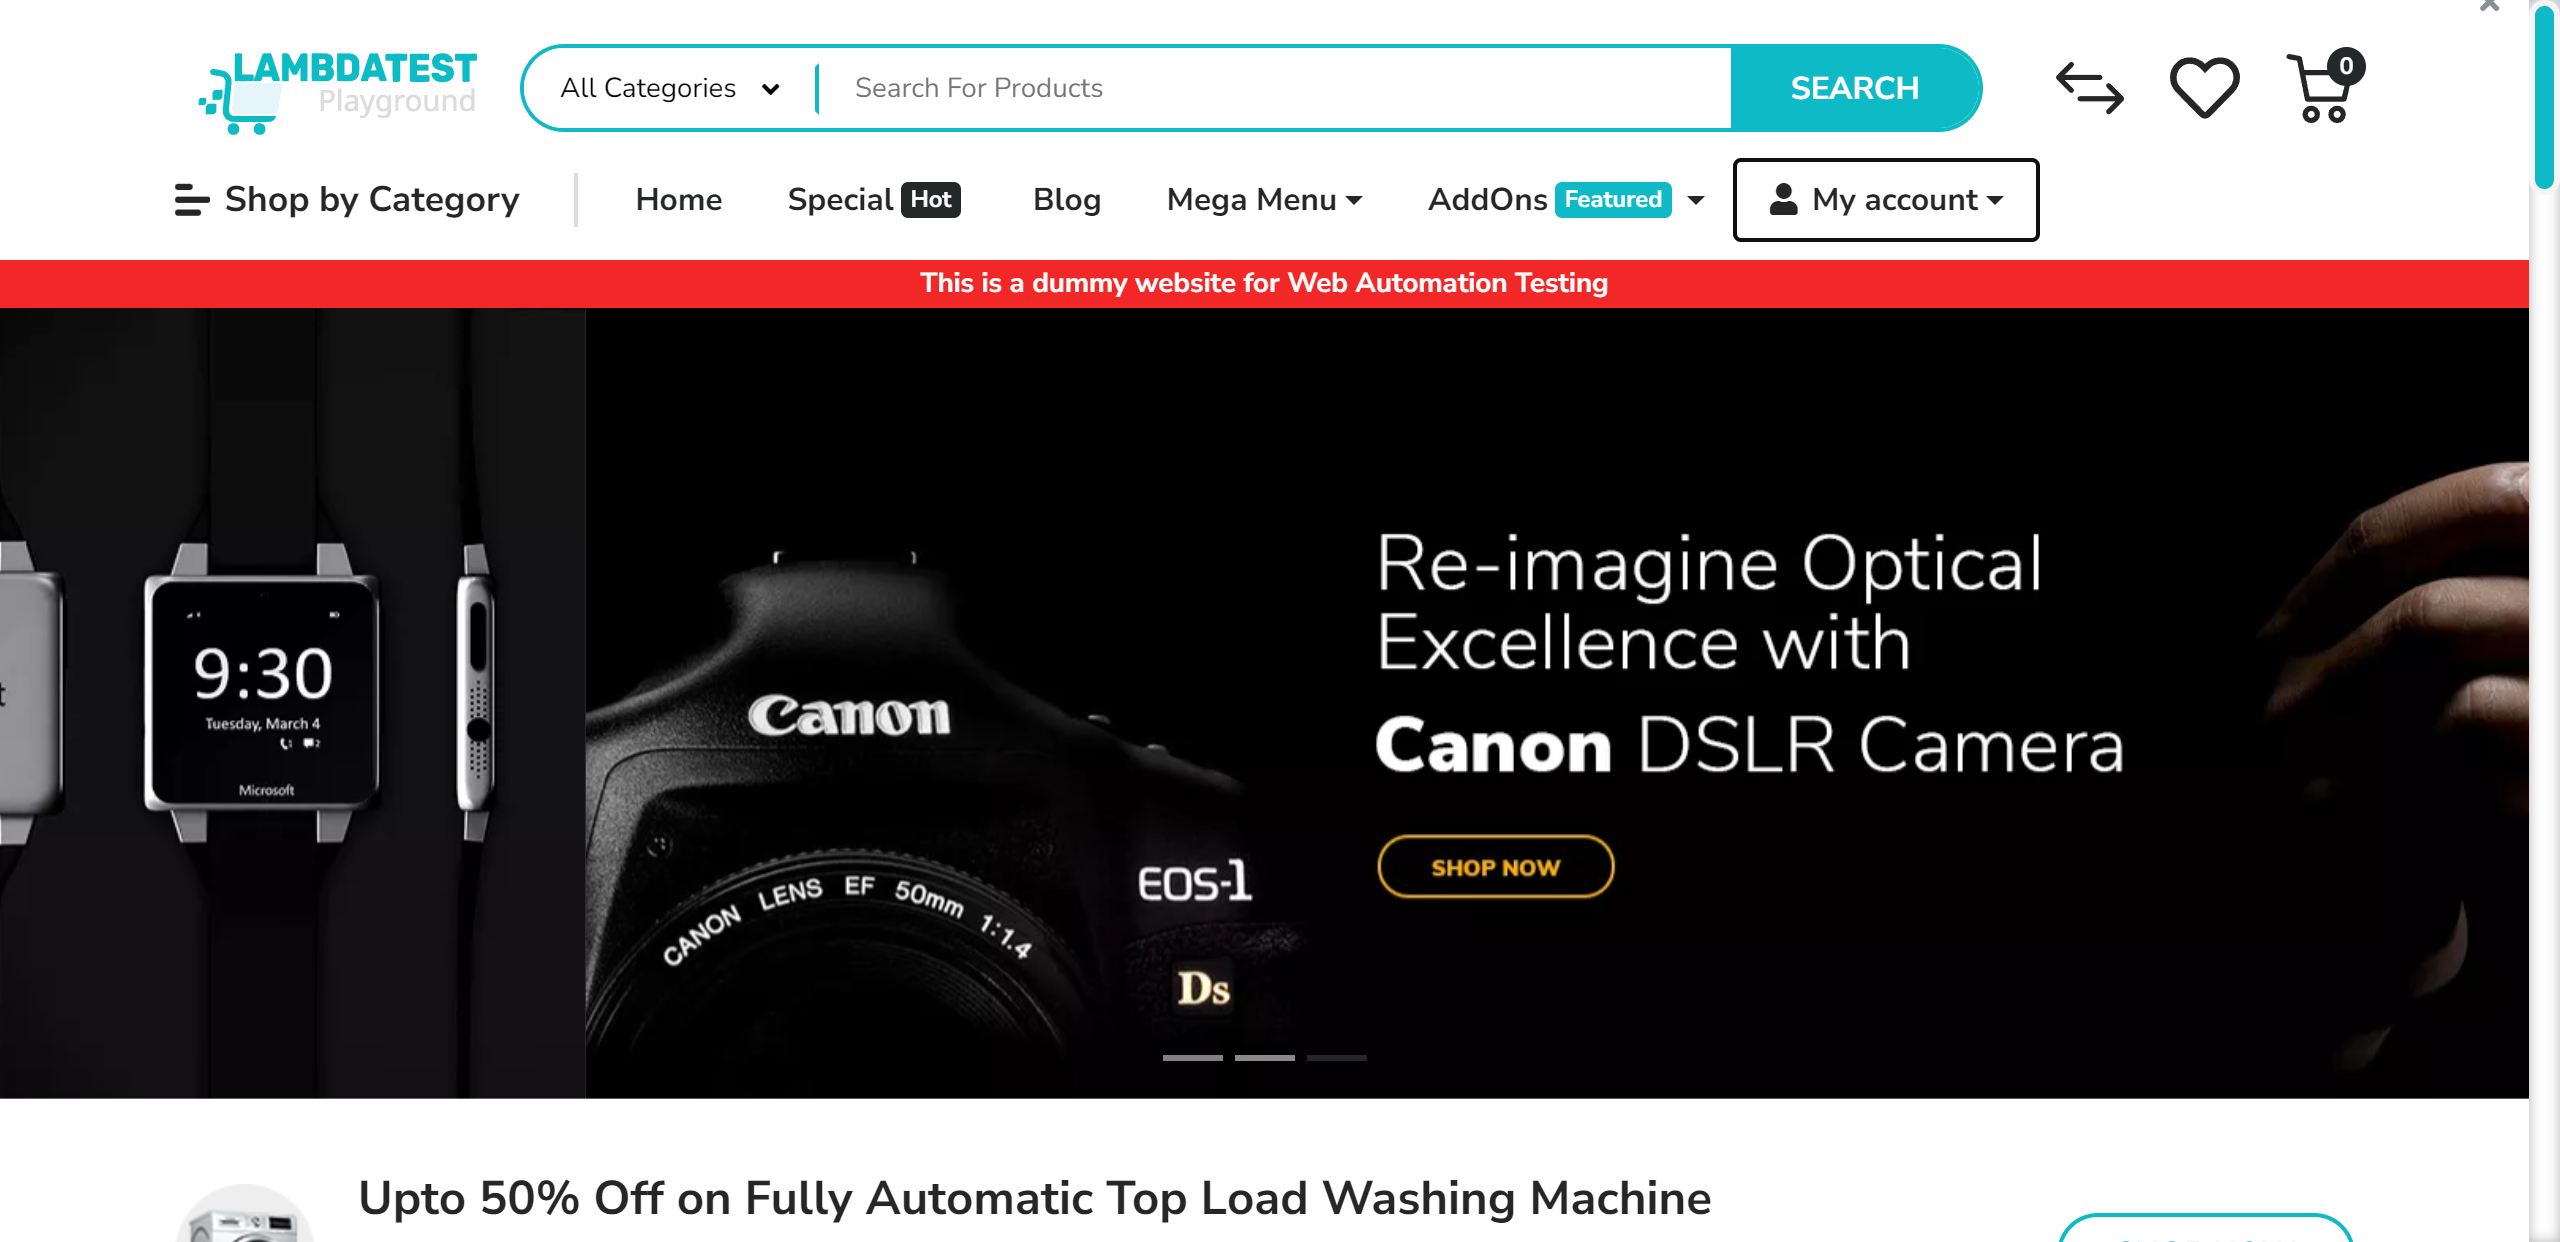 LAMBDATEST
Playground
All Categories
Search For Products
SEARCH
0
Shop by Category
Home
Special Hot
Blog
Mega Menu
AddOns Featured
My account
This is a dummy website for Web Automation Testing
9:30
Tuesday, March 4
Microsoft
Canon
CANON LENS EF 50mm 1:1.4
EOS-1
Ds
Re-imagine Optical
Excellence with
Canon DSLR Camera
SHOP NOW
Upto 50% Off on Fully Automatic Top Load Washing Machine